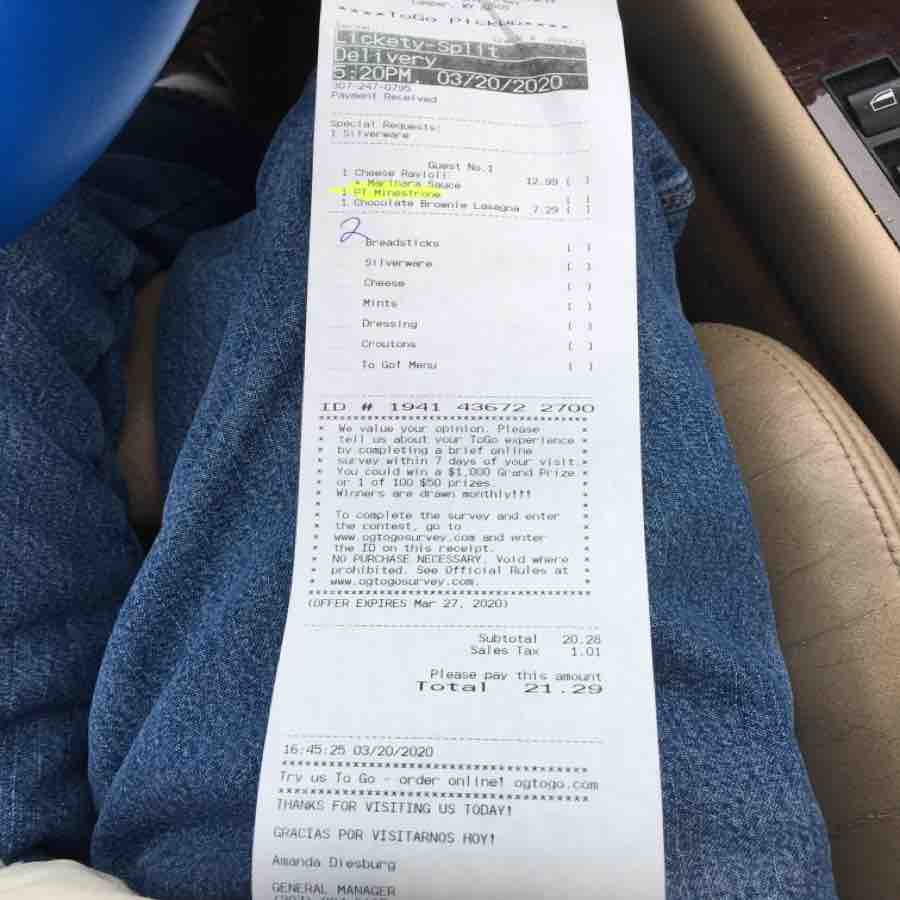 ****ToGo Pickup****
Lickety-Split
Delivery
5:20PM, 03/20/2020
307-247-0795
Payment Received
Special Requests:
1 Silverware
Guest No.1
1 Cheese Ravioli: 12.99 [ ]
* Marinara Sauce
1 PT Minestrone [ ]
1 Chocolate Brownie Lasagna 7.29 [ ]
2
Breadsticks [ ]
Silverware [ ]
Cheese [ ]
Mints [ ]
Dressing [ ]
Croutons [ ]
To Go! Menu [ ]
ID # 1941 43672 2700
* We value your opinion. Please *
* tell us about your ToGo experience *
* by completing a brief online *
* survey within 7 days of your visit. *
* You could win a $1,000 Grand Prize *
* or 1 of 100 $50 prizes. *
* Winners are drawn monthly!!! *
* To complete the survey and enter *
* the contest, go to *
* www.ogtogosurvey.com and enter *
* the ID on this receipt. *
* NO PURCHASE NECESSARY. Void where *
* prohibited. See Official Rules at *
* www.ogtogosurvey.com. *
(OFFER EXPIRES Mar 27, 2020)
Subtotal 20.28
Sales Tax 1.01
Please pay this amount
Total 21.29
16:45:25 03/20/2020
Try us To Go - order online! ogtogo.com
THANKS FOR VISITING US TODAY!
GRACIAS POR VISITARNOS HOY!
Amanda Diesburg
GENERAL MANAGER